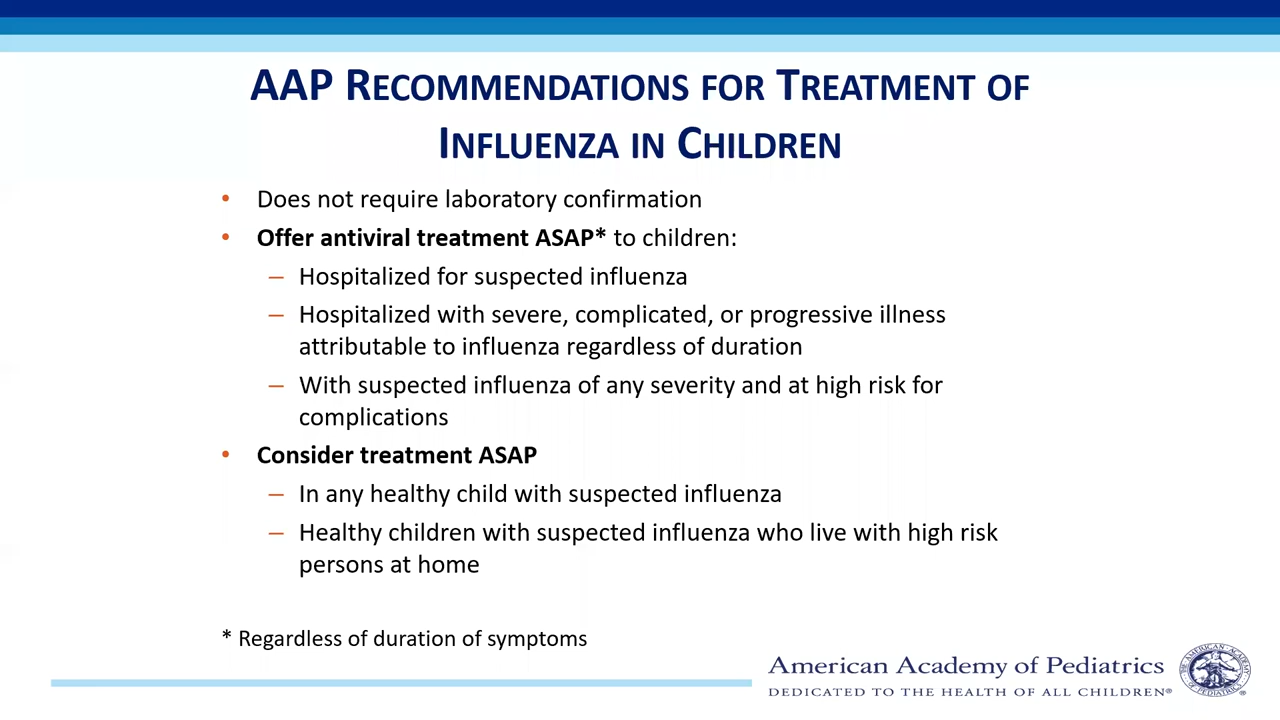 AAP Recommendations for Treatment of
Influenza in Children
• Does not require laboratory confirmation
• Offer antiviral treatment ASAP* to children:
– Hospitalized for suspected influenza
– Hospitalized with severe, complicated, or progressive illness
attributable to influenza regardless of duration
– With suspected influenza of any severity and at high risk for
complications
• Consider treatment ASAP
– In any healthy child with suspected influenza
– Healthy children with suspected influenza who live with high risk
persons at home
* Regardless of duration of symptoms
American Academy of Pediatrics
DEDICATED TO THE HEALTH OF ALL CHILDREN®